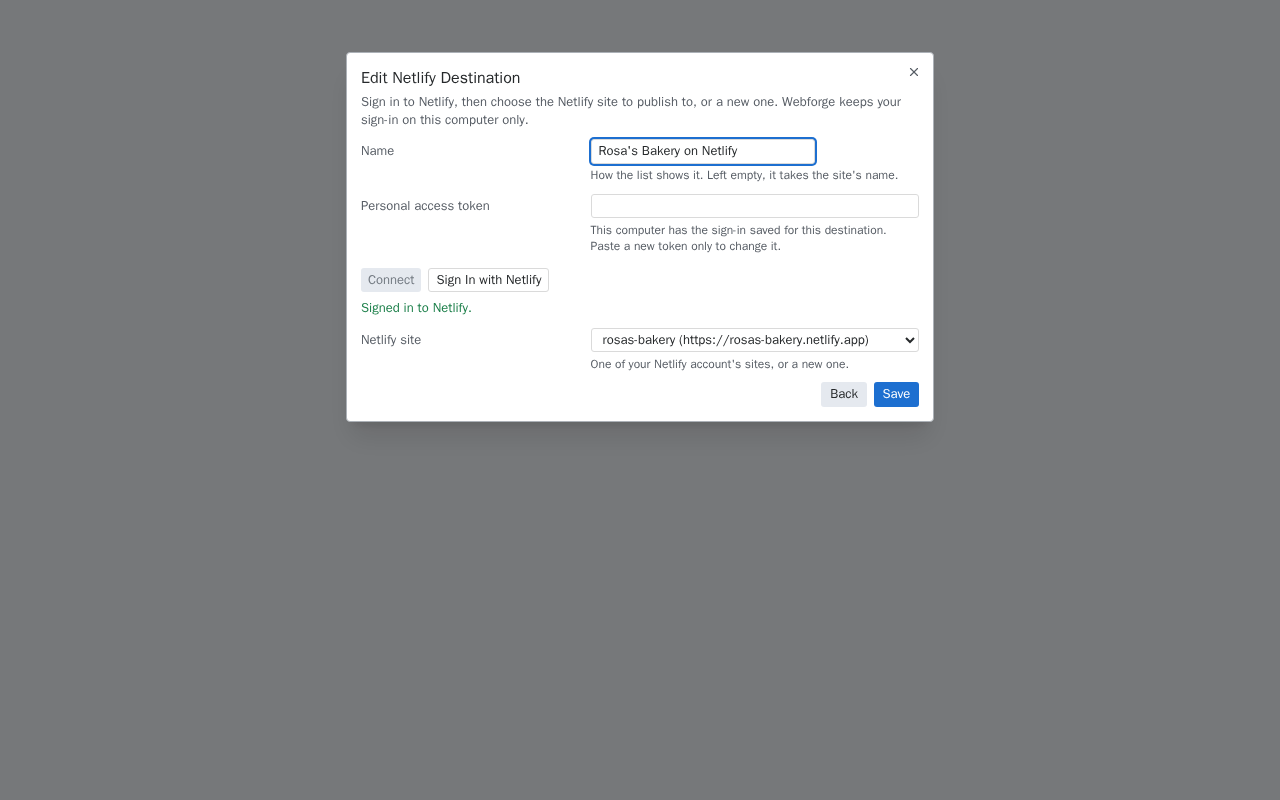 Edit Netlify Destination
Sign in to Netlify, then choose the Netlify site to publish to, or a new one. Webforge keeps your
sign-in on this computer only.
Name
Rosa's Bakery on Netlify
How the list shows it. Left empty, it takes the site's name.
Personal access token
This computer has the sign-in saved for this destination.
Paste a new token only to change it.
Connect
Sign In with Netlify
Signed in to Netlify.
Netlify site
rosas-bakery (https://rosas-bakery.netlify.app)
One of your Netlify account's sites, or a new one.
Back
Save